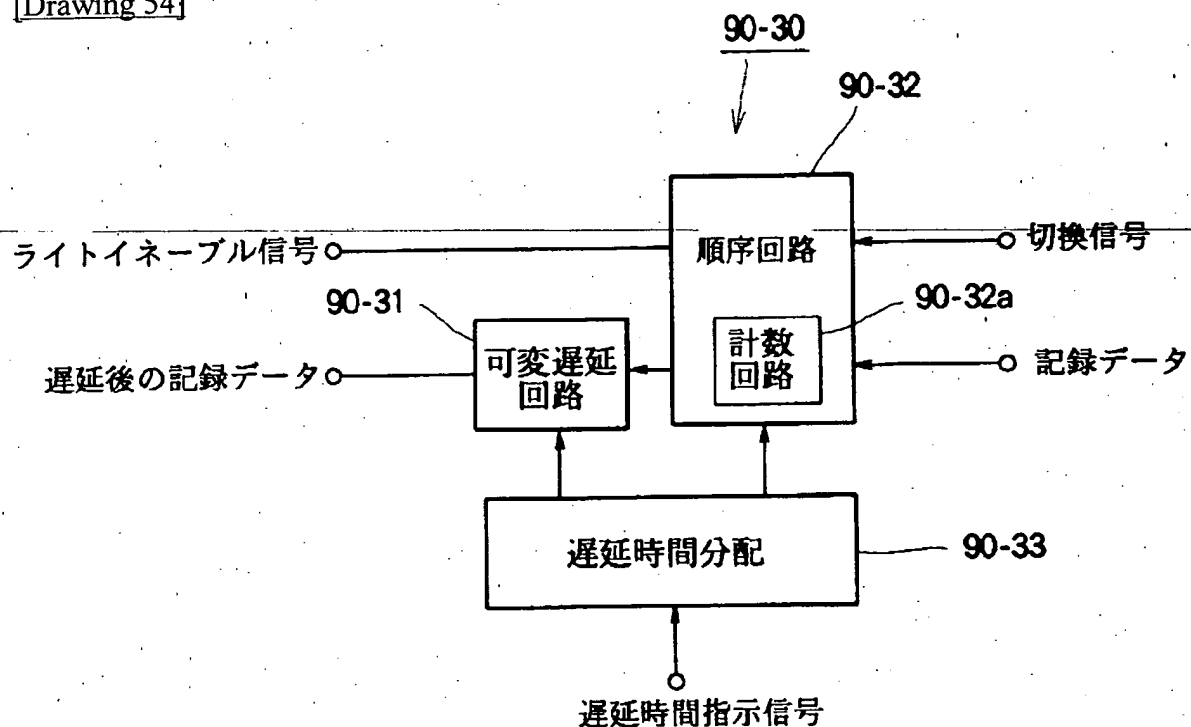 [Drawing 54]
90-30
90-32
ライトイネーブル信号
順序回路
切換信号
90-31
90-32a
遅延後の記録データ
可変遅延
回路
計数
回路
記録データ
遅延時間分配
90-33
遅延時間指示信号